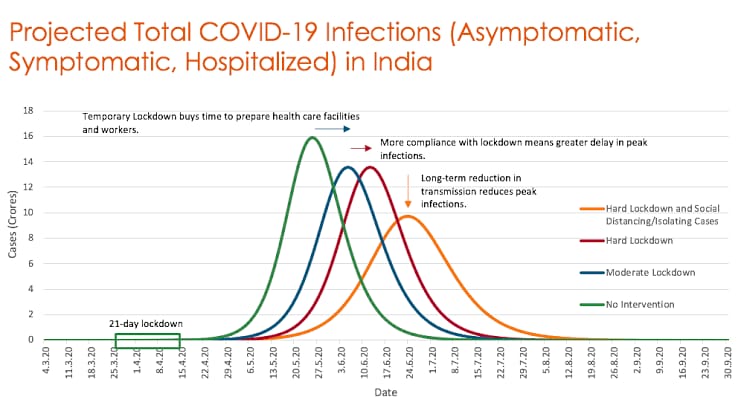 Projected Total COVID-19 Infections (Asymptomatic,
Symptomatic, Hospitalized) in India
18
16
14
12
10
8
6
4
2
0
Cases (Crores)
Temporary Lockdown buys time to prepare health care facilities
and workers.
More compliance with lockdown means greater delay in peak
infections.
Long-term reduction in
transmission reduces peak
infections.
Hard Lockdown and Social
Distancing/Isolating Cases
Hard Lockdown
Moderate Lockdown
No Intervention
21-day lockdown
4.3.20
11.3.20
18.3.20
25.3.20
1.4.20
8.4.20
15.4.20
22.4.20
29.4.20
6.5.20
13.5.20
20.5.20
27.5.20
3.6.20
10.6.20
17.6.20
24.6.20
1.7.20
8.7.20
15.7.20
22.7.20
29.7.20
5.8.20
12.8.20
19.8.20
26.8.20
2.9.20
9.9.20
16.9.20
23.9.20
30.9.20
Date